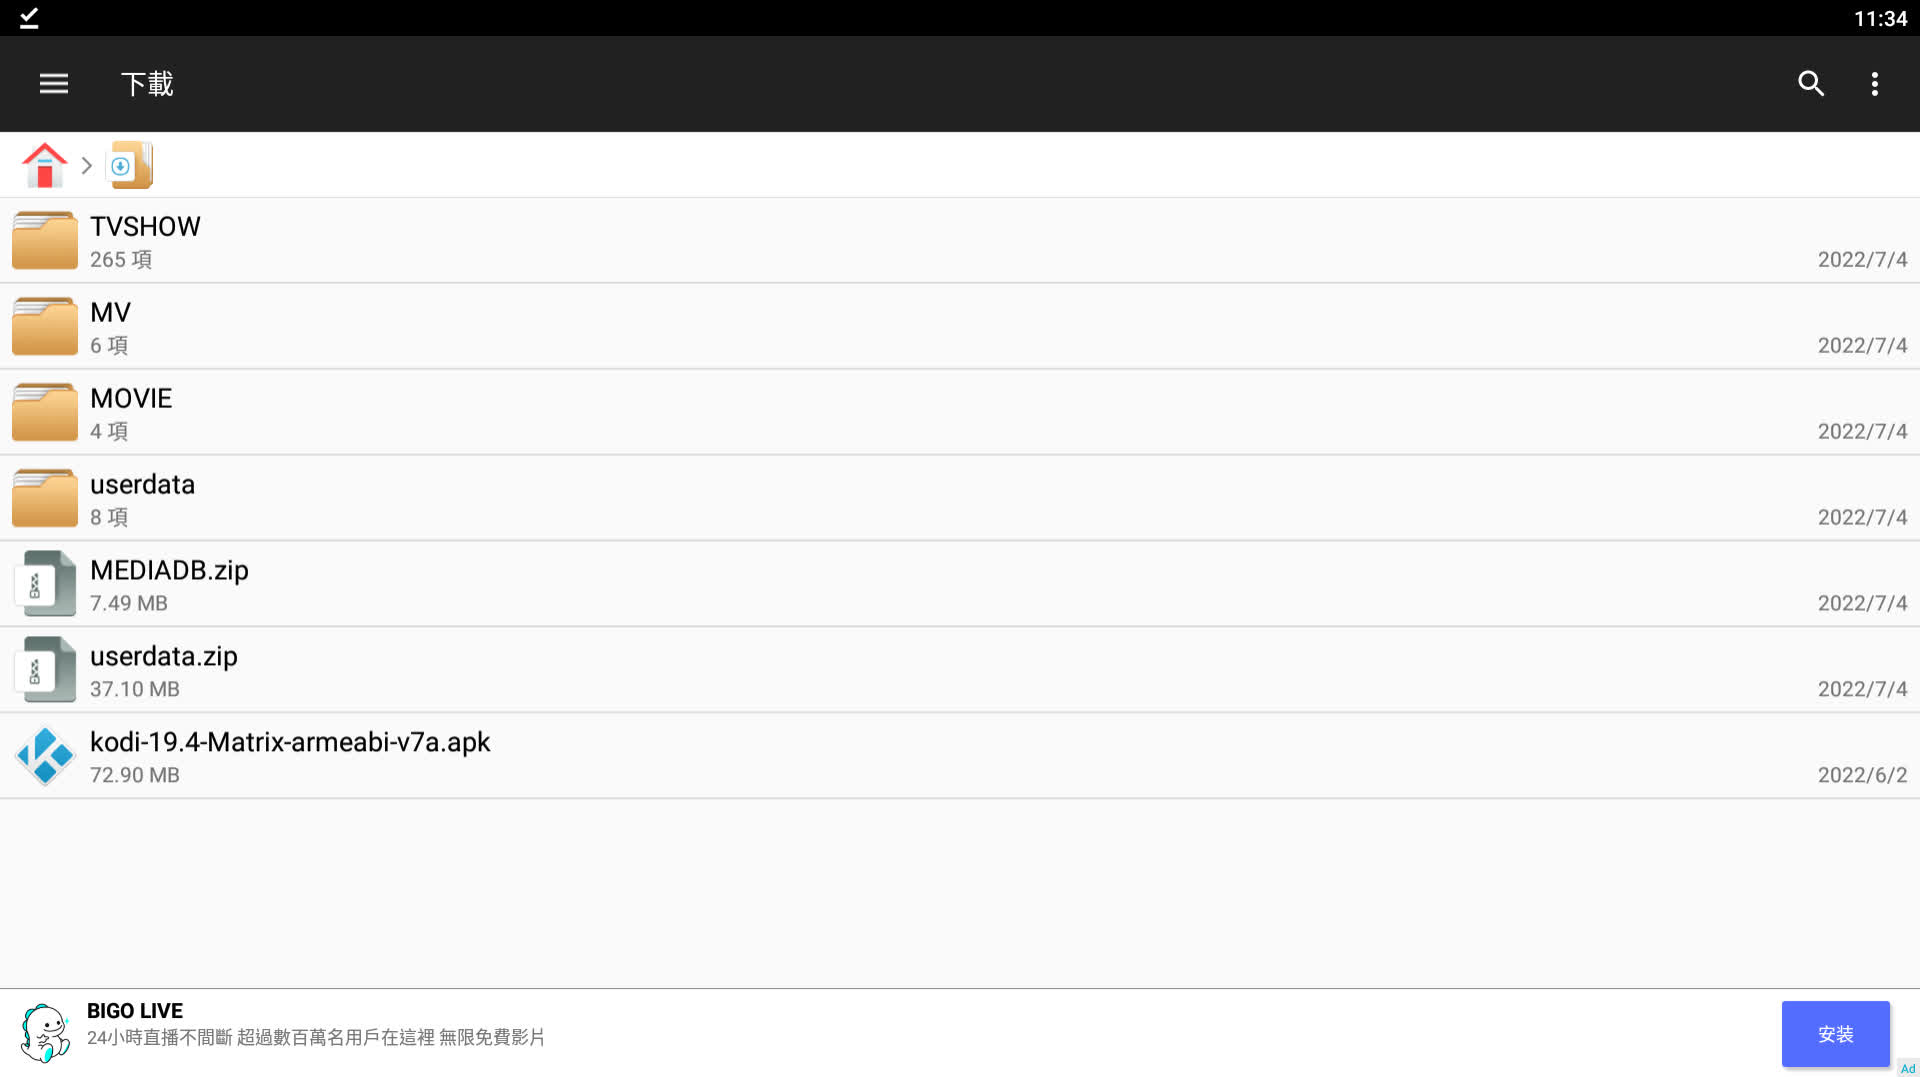 11:34
下載
TVSHOW
265 項
2022/7/4
MV
6 項
2022/7/4
MOVIE
4 項
2022/7/4
userdata
8 項
2022/7/4
MEDIADB.zip
7.49 MB
2022/7/4
userdata.zip
37.10 MB
2022/7/4
kodi-19.4-Matrix-armeabi-v7a.apk
72.90 MB
2022/6/2
BIGO LIVE
24小時直播不間斷 超過數百萬名用戶在這裡 無限免費影片
安装
Ad